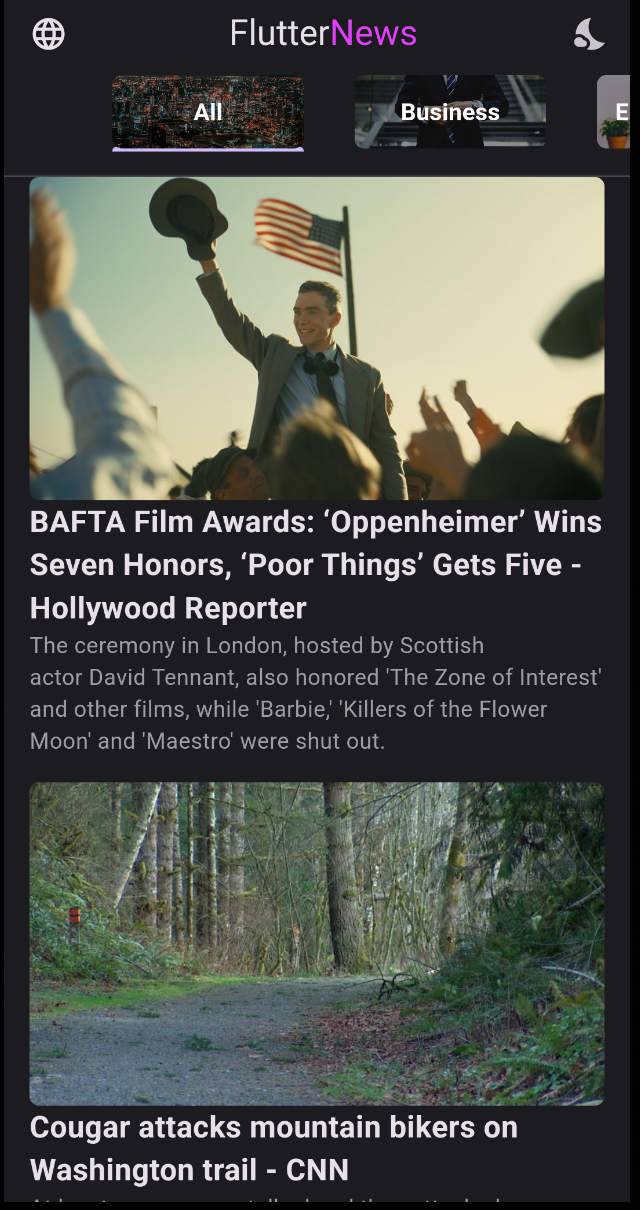 FlutterNews
All
Business
E
BAFTA Film Awards: ‘Oppenheimer’ Wins
Seven Honors, ‘Poor Things’ Gets Five -
Hollywood Reporter
The ceremony in London, hosted by Scottish
actor David Tennant, also honored 'The Zone of Interest'
and other films, while 'Barbie,' 'Killers of the Flower
Moon' and 'Maestro' were shut out.
Cougar attacks mountain bikers on
Washington trail - CNN